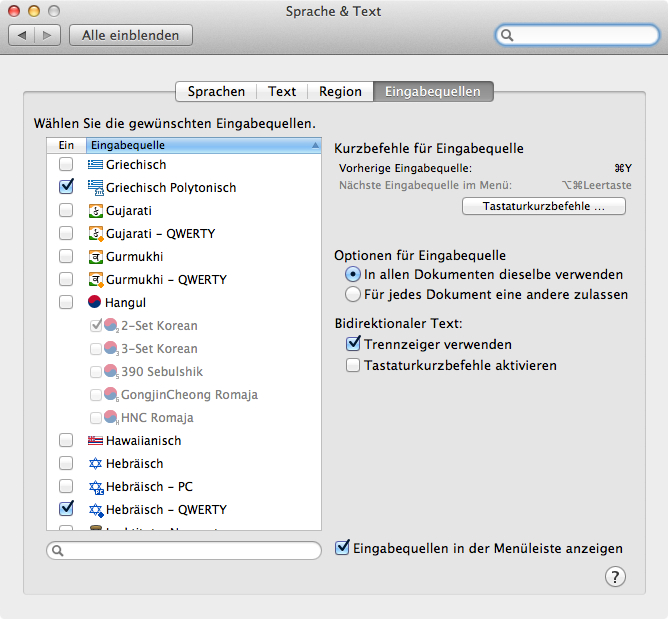 Sprache & Text
Alle einblenden
Sprachen Text Region Eingabequellen
Wählen Sie die gewünschten Eingabequellen.
Ein Eingabequelle
Griechisch
Griechisch Polytonisch
Gujarati
Gujarati – QWERTY
Gurmukhi
Gurmukhi – QWERTY
Hangul
2-Set Korean
3-Set Korean
390 Sebulshik
GongjinCheong Romaja
HNC Romaja
Hawaiianisch
Hebräisch
Hebräisch – PC
Hebräisch – QWERTY
Kurzbefehle für Eingabequelle
Vorherige Eingabequelle: ⌘Y
Nächste Eingabequelle im Menü: ⌥⌘Leertaste
Tastaturkurzbefehle ...
Optionen für Eingabequelle
In allen Dokumenten dieselbe verwenden
Für jedes Dokument eine andere zulassen
Bidirektionaler Text:
Trennzeiger verwenden
Tastaturkurzbefehle aktivieren
Eingabequellen in der Menüleiste anzeigen
?